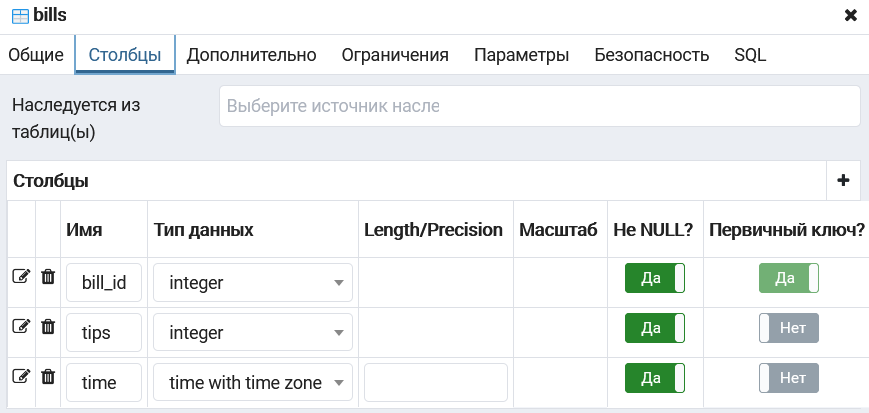 bills
Общие Столбцы Дополнительно Ограничения Параметры Безопасность SQL
Наследуется из
таблиц(ы)
Выберите источник насле
Столбцы
Имя Тип данных Length/Precision Масштаб Не NULL? Первичный ключ?
bill_id integer Да Да
tips integer Да Нет
time time with time zone Да Нет